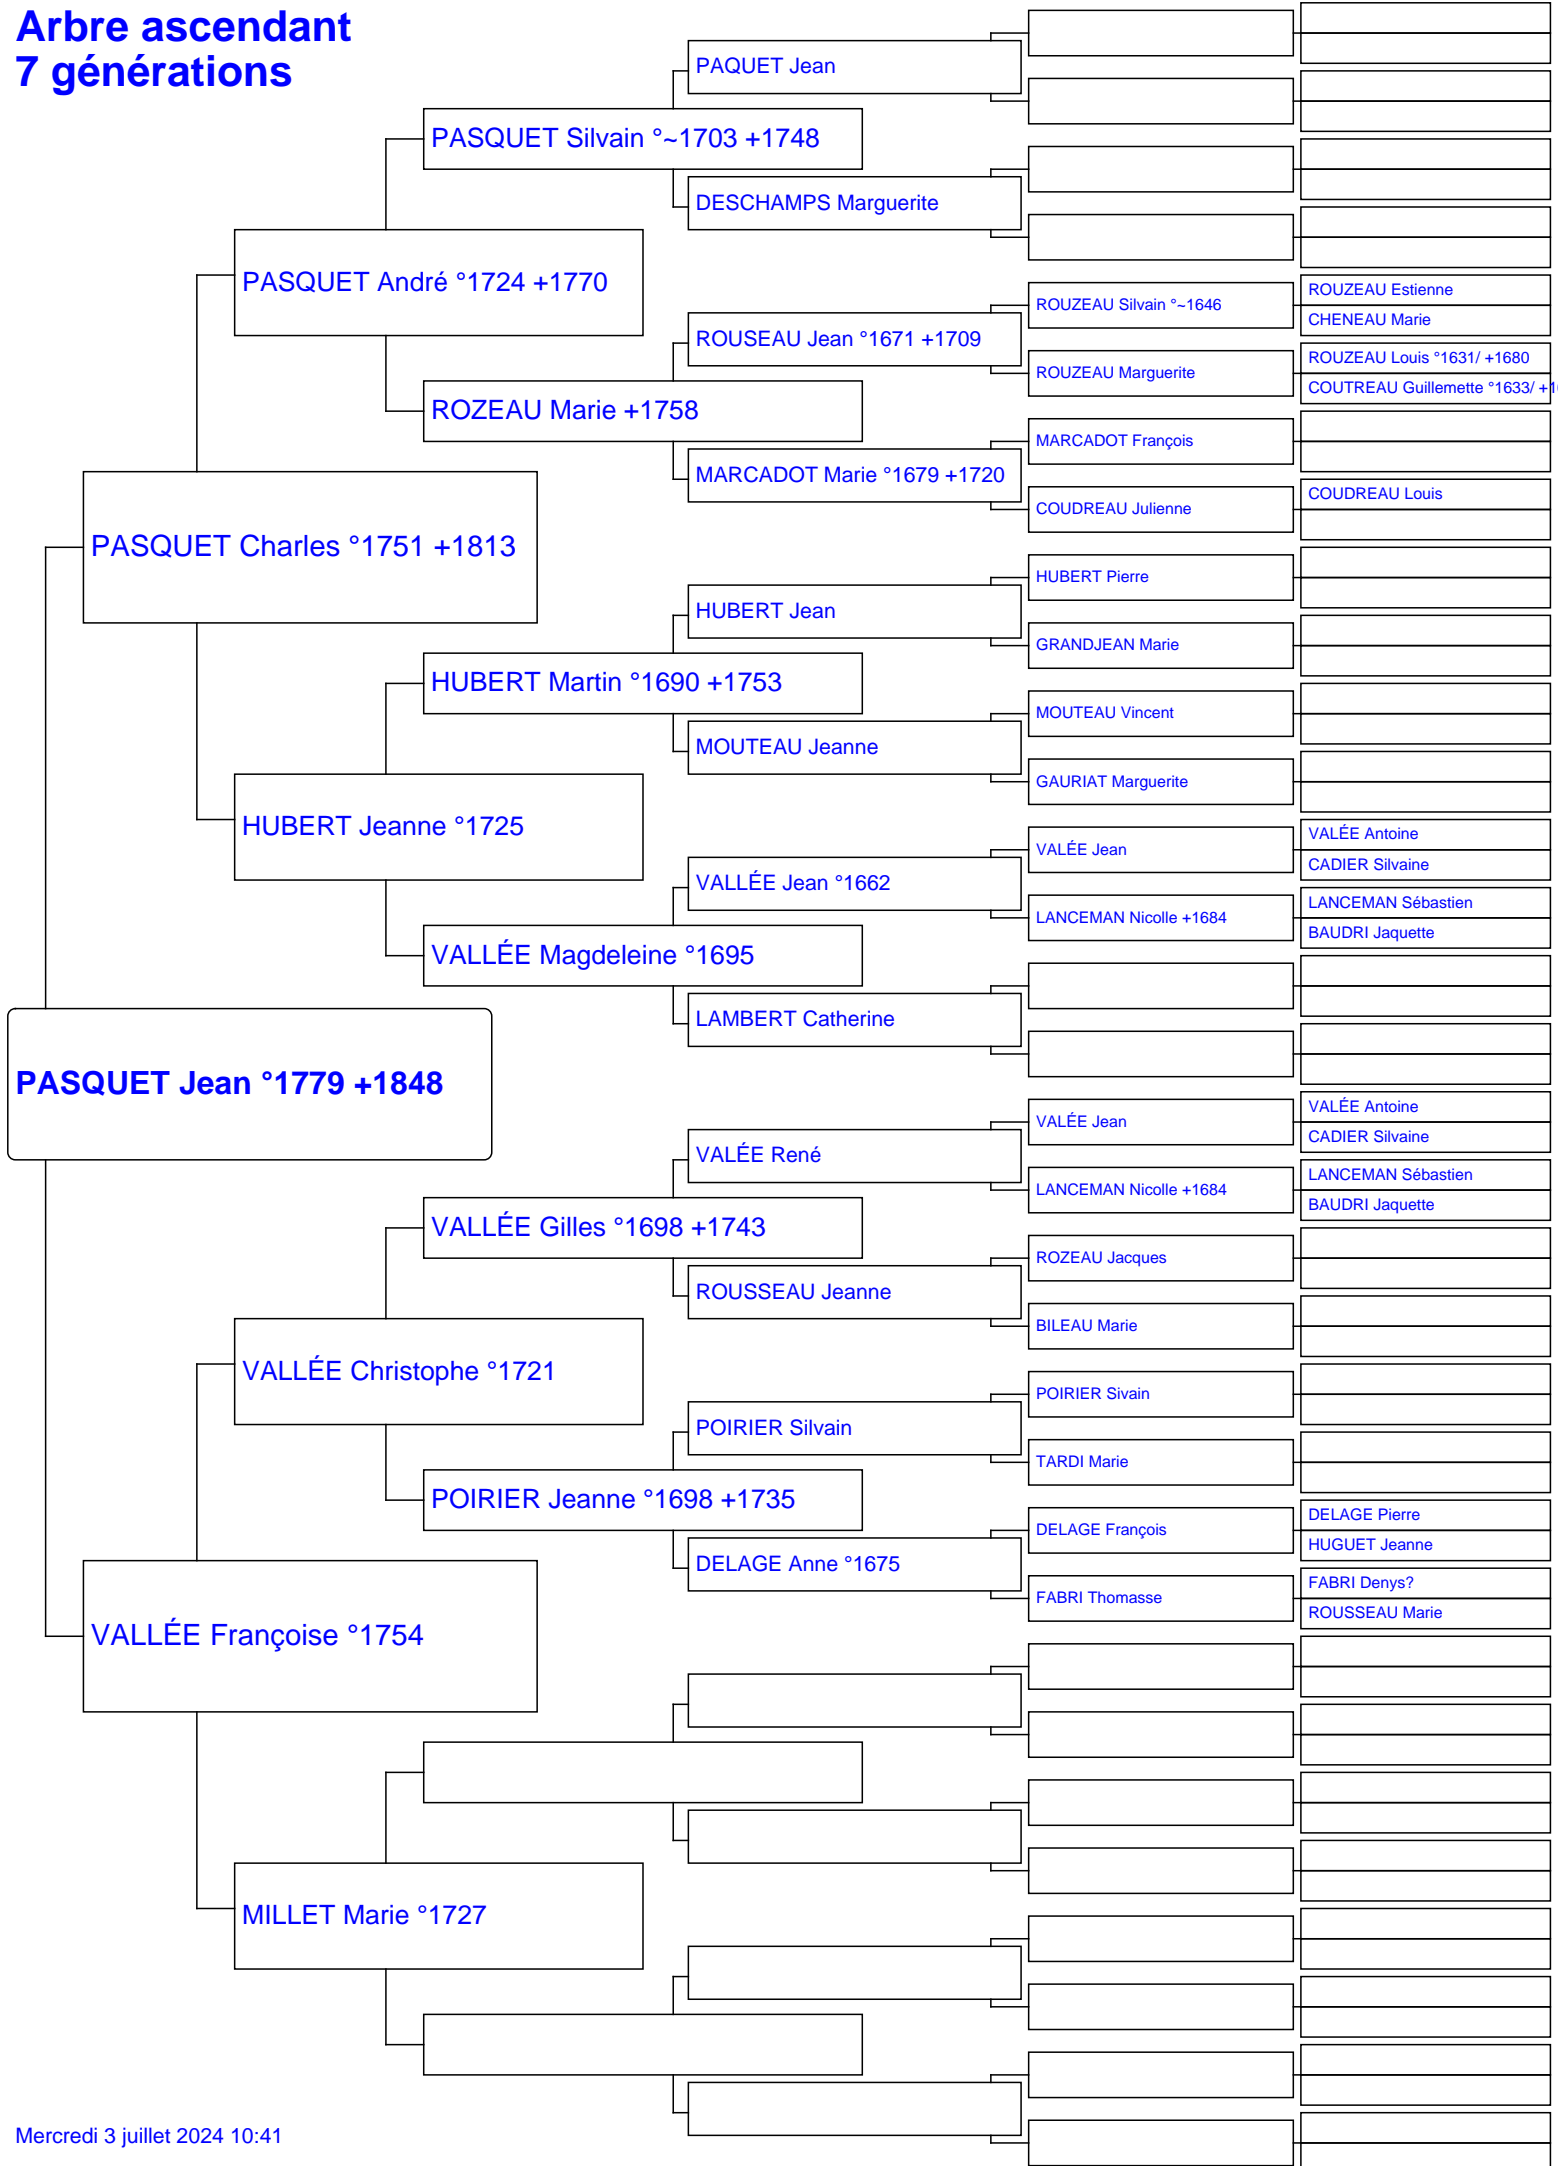 Arbre ascendant
7 générations
PAQUET Jean
PASQUET Silvain °~1703 +1748
DESCHAMPS Marguerite
PASQUET André °1724 +1770
ROUZEAU Estienne
ROUZEAU Silvain °~1646
CHENEAU Marie
ROUSEAU Jean °1671 +1709
ROUZEAU Louis °1631/ +1680
ROUZEAU Marguerite
COUTREAU Guillemette °1633/ +1
ROZEAU Marie +1758
MARCADOT François
MARCADOT Marie °1679 +1720
COUDREAU Louis
COUDREAU Julienne
PASQUET Charles °1751 +1813
HUBERT Pierre
HUBERT Jean
GRANDJEAN Marie
HUBERT Martin °1690 +1753
MOUTEAU Vincent
MOUTEAU Jeanne
GAURIAT Marguerite
HUBERT Jeanne °1725
VALÉE Antoine
VALÉE Jean
CADIER Silvaine
VALLÉE Jean °1662
LANCEMAN Sébastien
LANCEMAN Nicolle +1684
BAUDRI Jaquette
VALLÉE Magdeleine °1695
LAMBERT Catherine
PASQUET Jean °1779 +1848
VALÉE Antoine
VALÉE Jean
CADIER Silvaine
VALÉE René
LANCEMAN Sébastien
LANCEMAN Nicolle +1684
BAUDRI Jaquette
VALLÉE Gilles °1698 +1743
ROZEAU Jacques
ROUSSEAU Jeanne
BILEAU Marie
VALLÉE Christophe °1721
POIRIER Sivain
POIRIER Silvain
TARDI Marie
POIRIER Jeanne °1698 +1735
DELAGE Pierre
DELAGE François
HUGUET Jeanne
DELAGE Anne °1675
FABRI Denys?
FABRI Thomasse
ROUSSEAU Marie
VALLÉE Françoise °1754
MILLET Marie °1727
Mercredi 3 juillet 2024 10:41